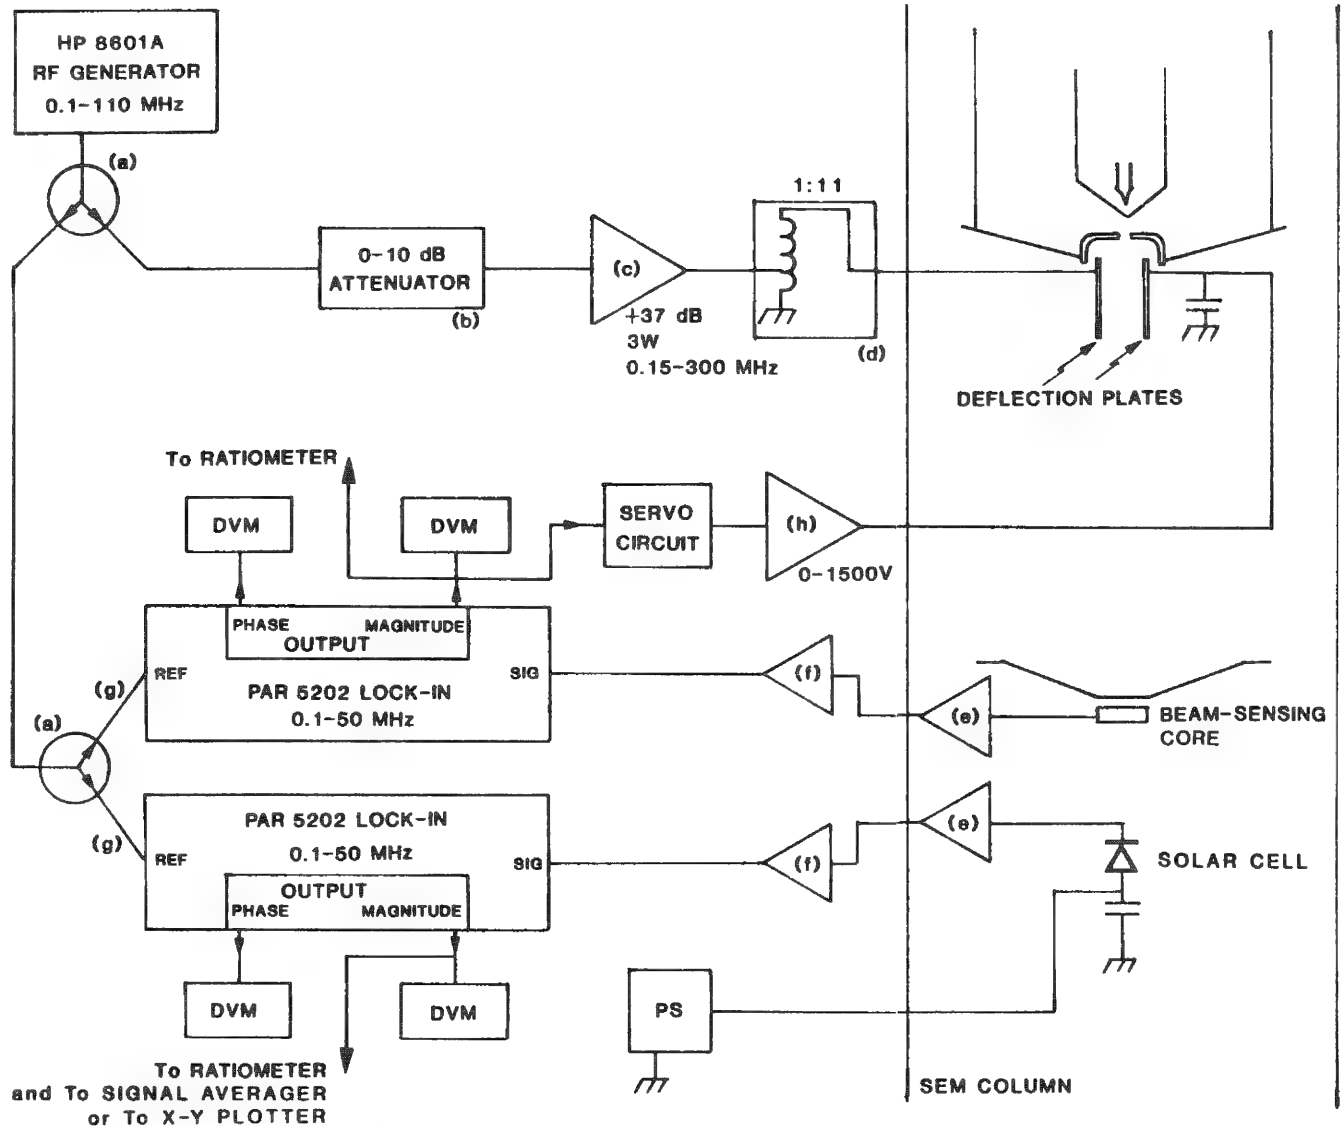 HP 8601A
RF GENERATOR
0.1–110 MHz
(a)
0–10 dB
ATTENUATOR
(b)
(c)
+37 dB
3W
0.15–300 MHz
1:11
(d)
DEFLECTION PLATES
To RATIOMETER
DVM
DVM
SERVO
CIRCUIT
(h)
0–1500V
PHASE
MAGNITUDE
OUTPUT
REF
SIG
PAR 5202 LOCK-IN
0.1–50 MHz
(f)
(e)
BEAM-SENSING
CORE
(g)
(a)
(g)
PAR 5202 LOCK-IN
0.1–50 MHz
REF
SIG
OUTPUT
PHASE
MAGNITUDE
(f)
(e)
SOLAR CELL
DVM
DVM
PS
To RATIOMETER
and To SIGNAL AVERAGER
or To X-Y PLOTTER
SEM COLUMN